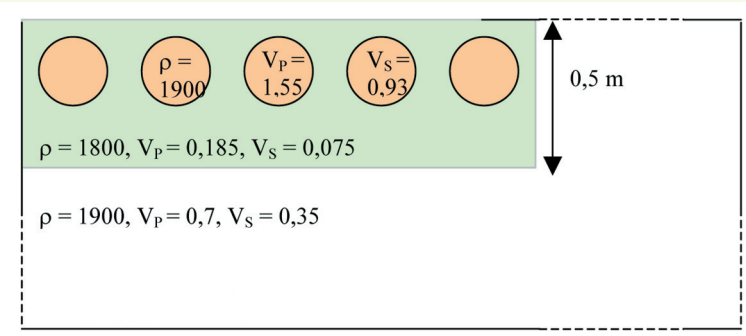 ρ =
1900
V_P =
1,55
V_S =
0,93
0,5 m
ρ = 1800, V_P = 0,185, V_S = 0,075
ρ = 1900, V_P = 0,7, V_S = 0,35